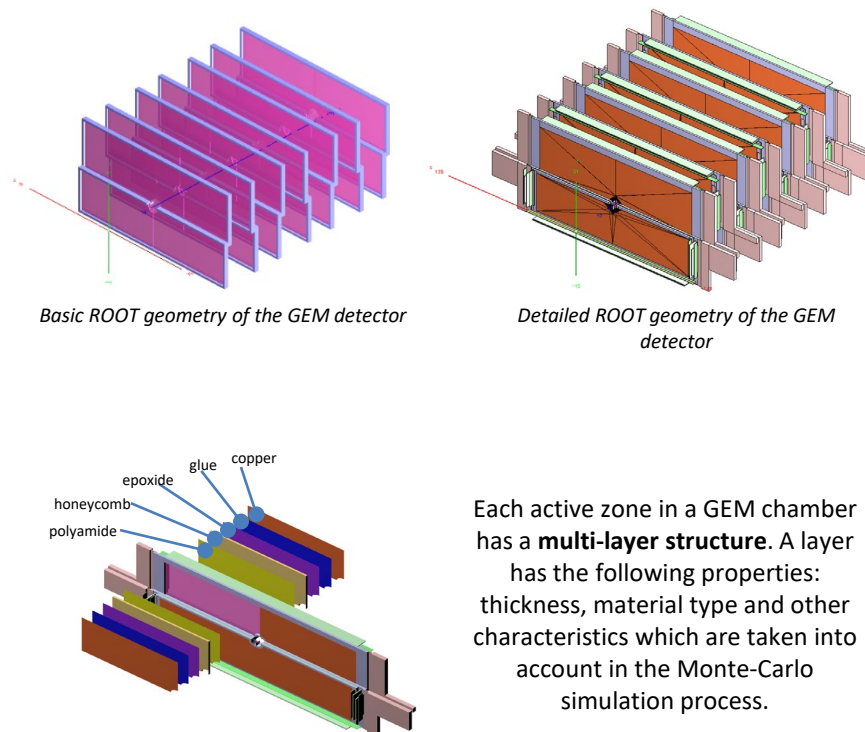 Basic ROOT geometry of the GEM detector
Detailed ROOT geometry of the GEM
detector
copper
glue
epoxide
honeycomb
polyamide
Each active zone in a GEM chamber
has a multi-layer structure. A layer
has the following properties:
thickness, material type and other
characteristics which are taken into
account in the Monte-Carlo
simulation process.